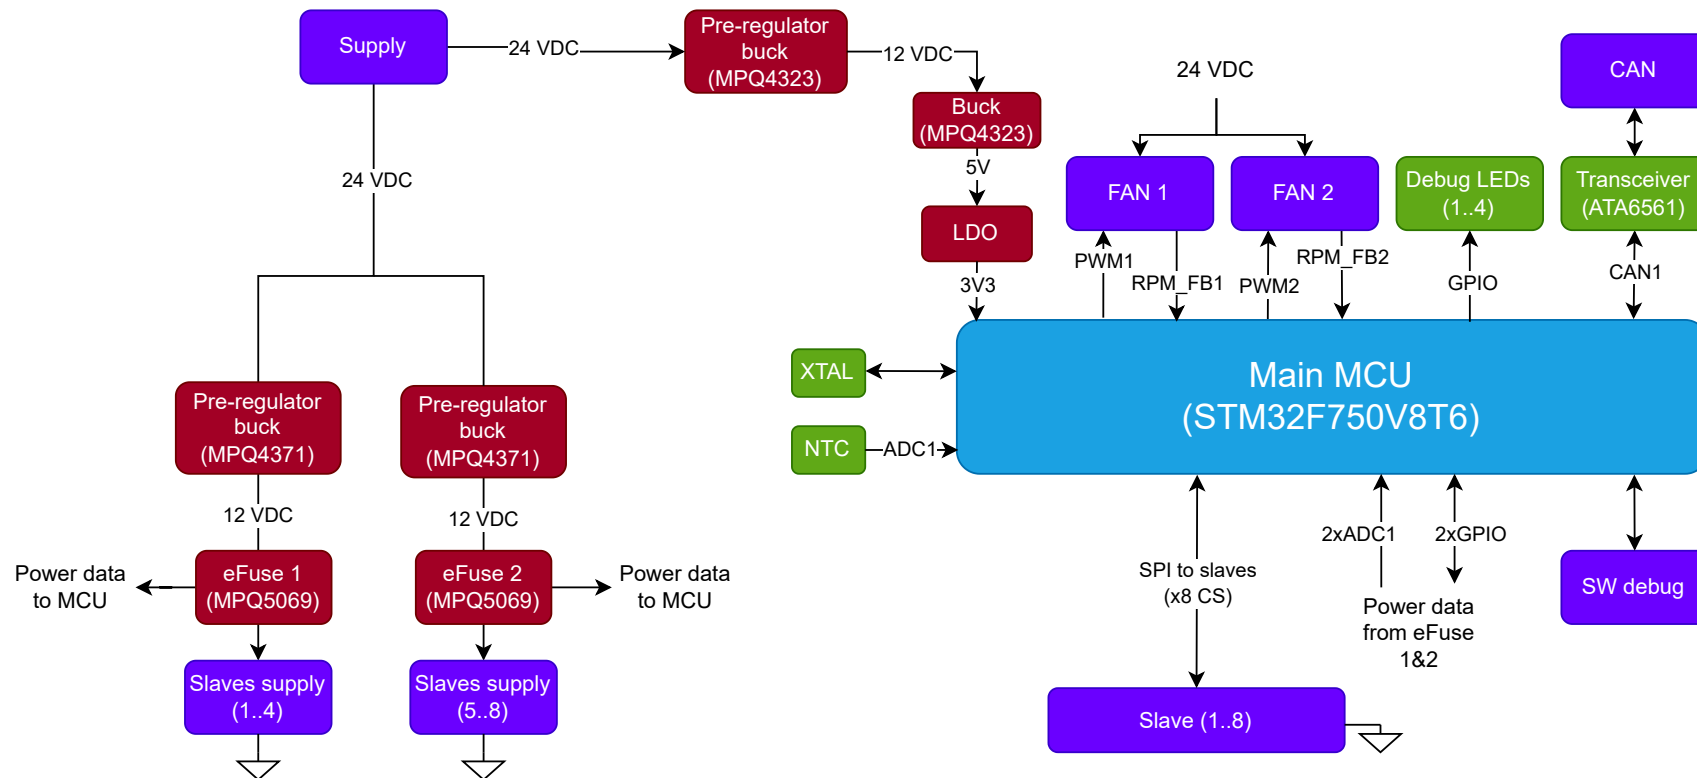 Supply
24 VDC
Pre-regulator
buck
(MPQ4323)
12 VDC
Buck
(MPQ4323)
5V
LDO
3V3
24 VDC
FAN 1
FAN 2
Debug LEDs
(1..4)
CAN
Transceiver
(ATA6561)
PWM1
RPM_FB1
PWM2
RPM_FB2
GPIO
CAN1
24 VDC
XTAL
NTC
ADC1
Main MCU
(STM32F750V8T6)
Pre-regulator
buck
(MPQ4371)
Pre-regulator
buck
(MPQ4371)
12 VDC
12 VDC
Power data
to MCU
eFuse 1
(MPQ5069)
eFuse 2
(MPQ5069)
Power data
to MCU
Slaves supply
(1..4)
Slaves supply
(5..8)
SPI to slaves
(x8 CS)
2xADC1
2xGPIO
Power data
from eFuse
1&2
SW debug
Slave (1..8)